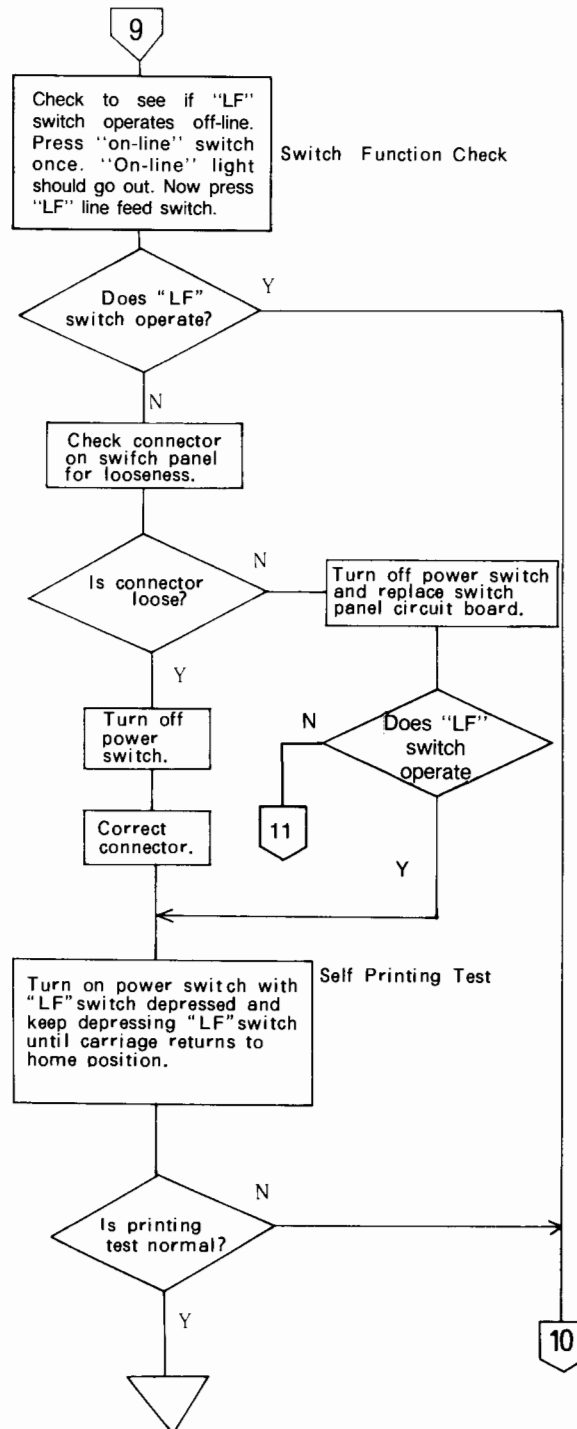 9
Check to see if "LF"
switch operates off-line.
Press "on-line" switch
once. "On-line" light
should go out. Now press
"LF" line feed switch.
Switch Function Check
Y
Does "LF"
switch operate?
N
Check connector
on swifch panel
for looseness.
N
Is connector
loose?
Turn off power switch
and replace switch
panel circuit board.
Y
Turn off
power
switch.
N
Does "LF"
switch
operate
11
Correct
connector.
Y
Self Printing Test
Turn on power switch with
"LF" switch depressed and
keep depressing "LF" switch
until carriage returns to
home position.
N
Is printing
test normal?
Y
10